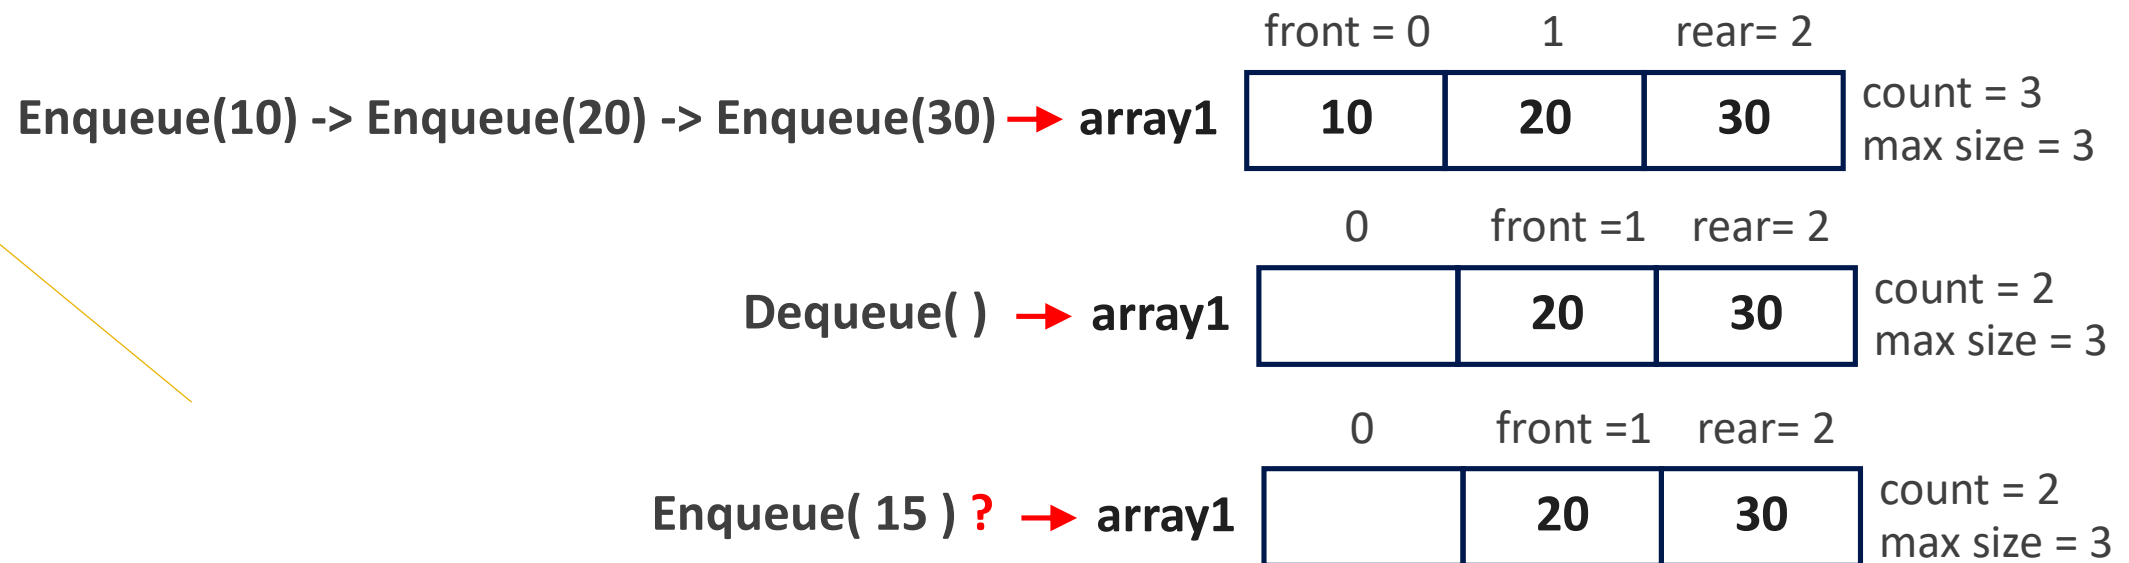 front = 0 1 rear= 2
Enqueue(10) -> Enqueue(20) -> Enqueue(30) array1 10 20 30 count = 3
max size = 3
0 front =1 rear= 2
Dequeue( ) array1 20 30 count = 2
max size = 3
0 front =1 rear= 2
Enqueue( 15 ) ? array1 20 30 count = 2
max size = 3